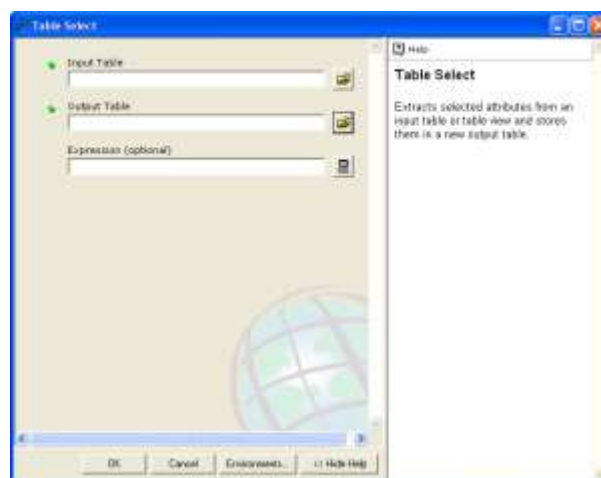 Table Select
Input Table
Output Table
Expression (optional)
OK
Cancel
Environments...
<< Hide Help
Help
Table Select
Extracts selected attributes from an
input table or table view and stores
them in a new output table.